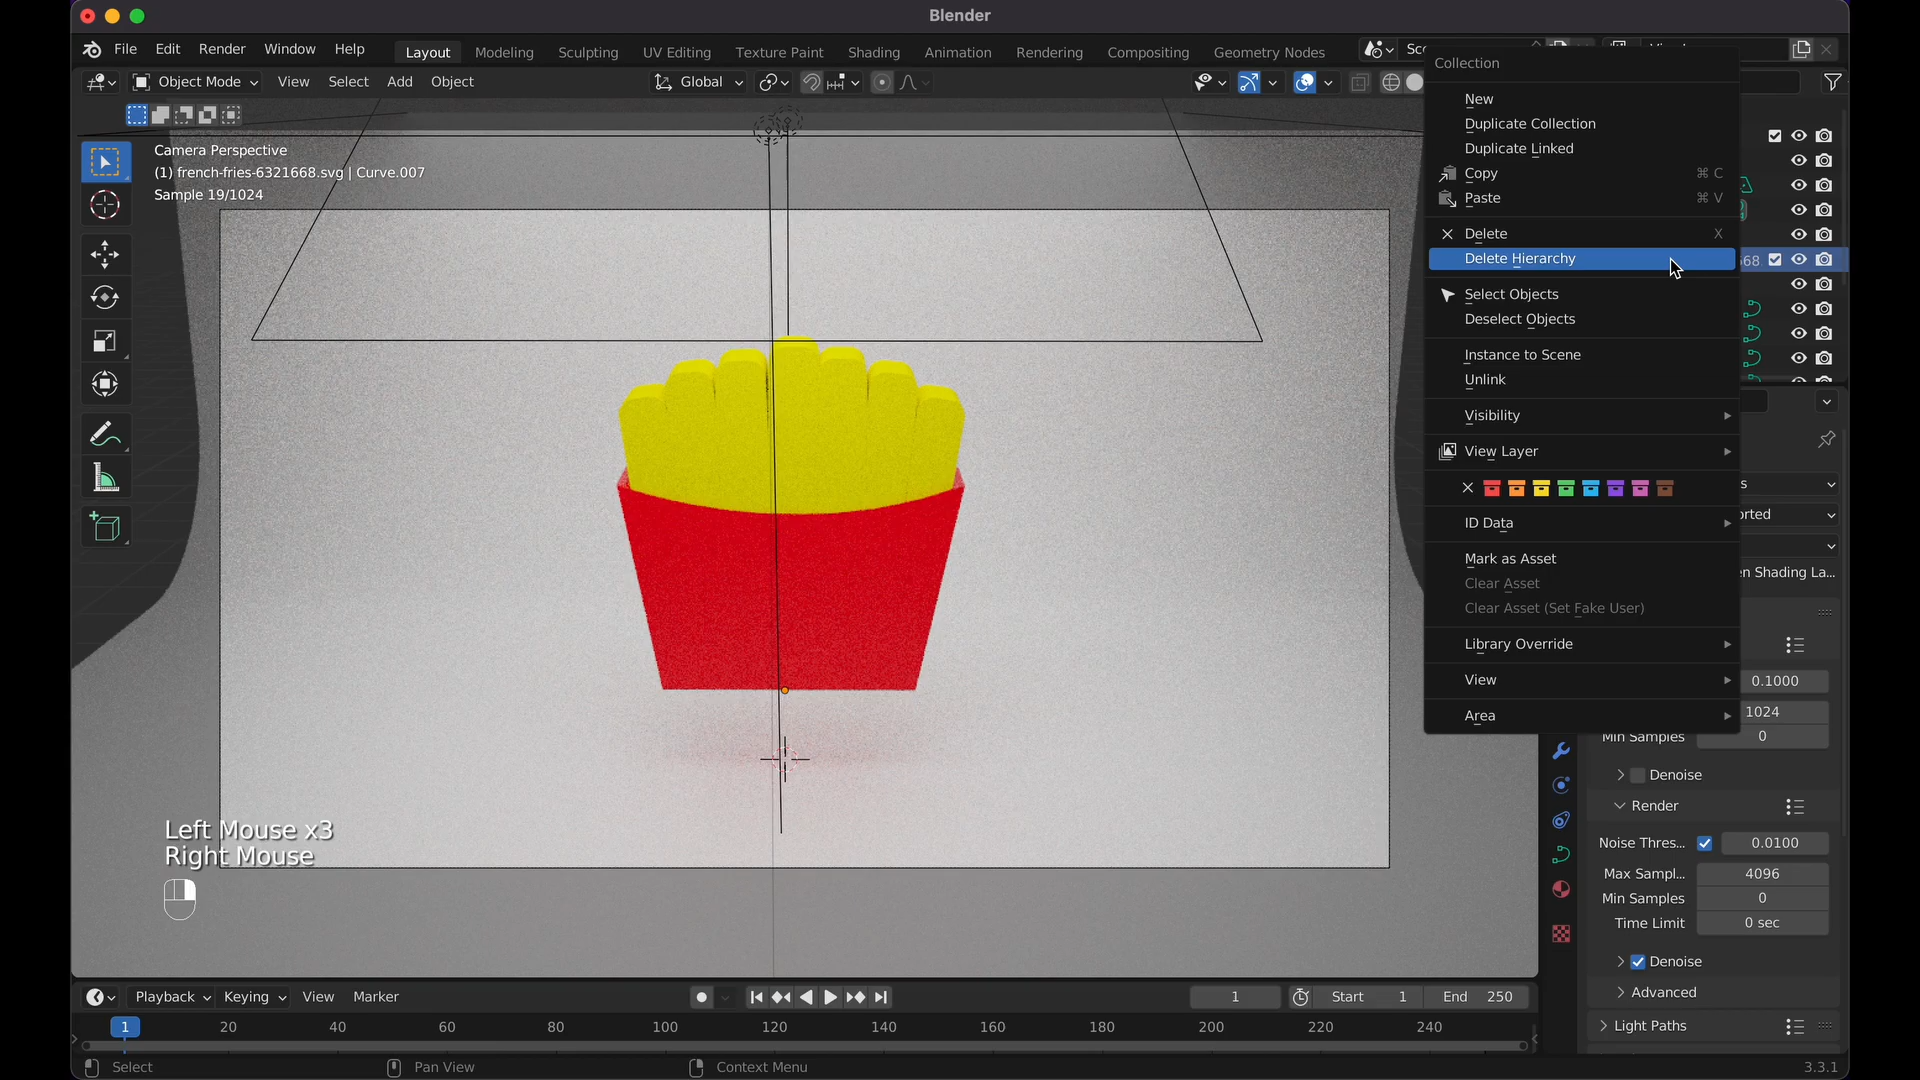 Blender
File Edit Render Window Help
Layout Modeling Sculpting UV Editing Texture Paint Shading Animation Rendering Compositing Geometry Nodes
Object Mode View Select Add Object
Global
Camera Perspective
(1) french-fries-6321668.svg | Curve.007
Sample 19/1024
Collection
New
Duplicate Collection
Duplicate Linked
Copy ⌘ C
Paste ⌘ V
Delete X
Delete Hierarchy
Select Objects
Deselect Objects
Instance to Scene
Unlink
Visibility
View Layer
ID Data
Mark as Asset
Clear Asset
Clear Asset (Set Fake User)
Library Override
View
Area
0.1000
1024
Min Samples 0
Denoise
Render
Noise Thres... 0.0100
Max Sampl... 4096
Min Samples 0
Time Limit 0 sec
Denoise
Advanced
Light Paths
Left Mouse x3
Right Mouse
Playback Keying View Marker
1 Start 1 End 250
1 20 40 60 80 100 120 140 160 180 200 220 240
Select Pan View Context Menu 3.3.1